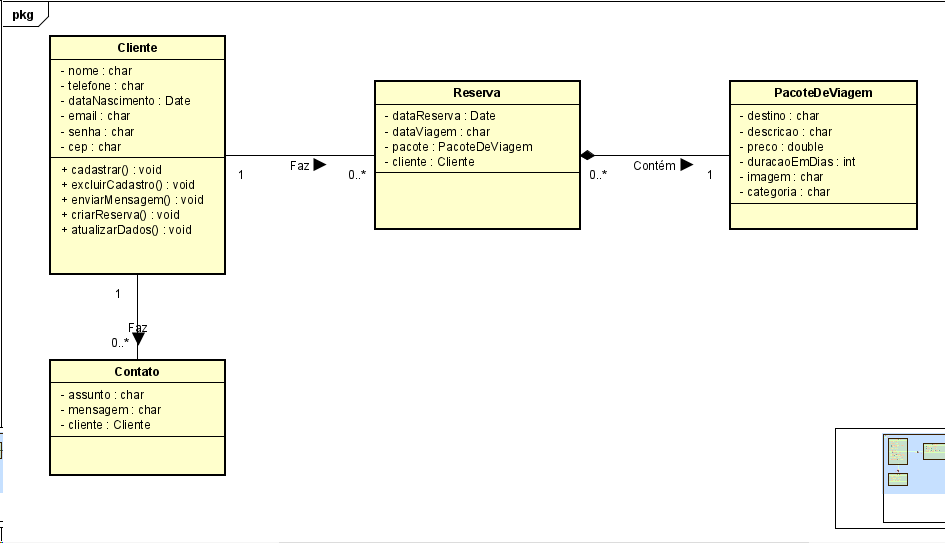 pkg
Cliente
- nome : char
- telefone : char
- dataNascimento : Date
- email : char
- senha : char
- cep : char
+ cadastrar() : void
+ excluirCadastro() : void
+ enviarMensagem() : void
+ criarReserva() : void
+ atualizarDados() : void
1
Faz
0..*
Reserva
- dataReserva : Date
- dataViagem : char
- pacote : PacoteDeViagem
- cliente : Cliente
0..*
Contém
1
PacoteDeViagem
- destino : char
- descricao : char
- preco : double
- duracaoEmDias : int
- imagem : char
- categoria : char
1
Faz
0..*
Contato
- assunto : char
- mensagem : char
- cliente : Cliente